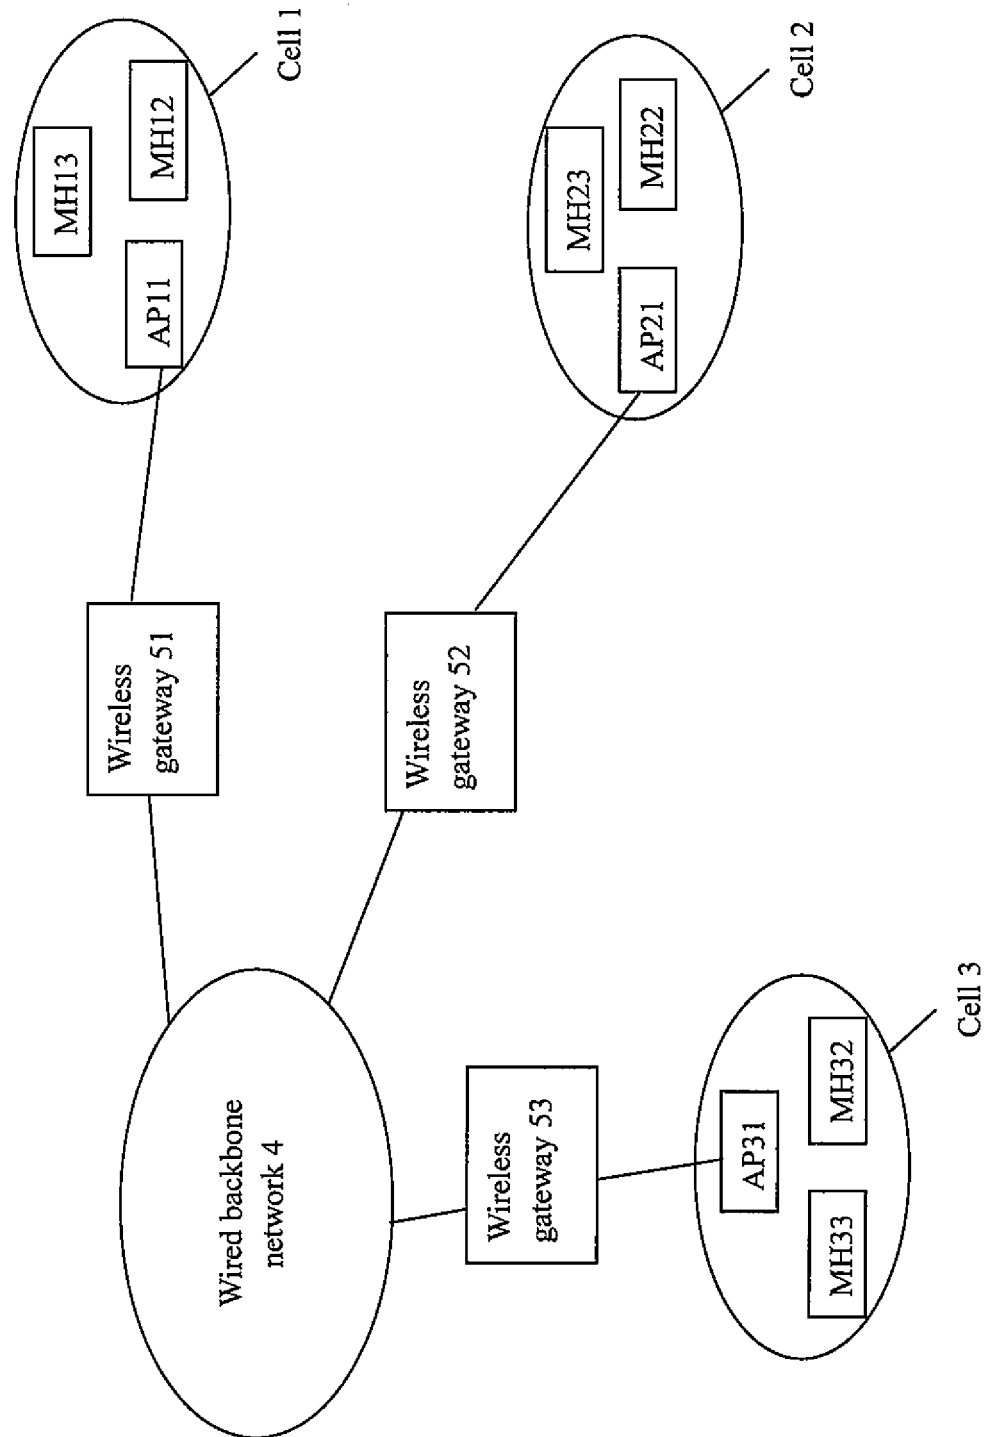 Wired backbone
network 4
Wireless
gateway 51
AP11
MH13
MH12
Cell 1
Wireless
gateway 52
AP21
MH23
MH22
Cell 2
Wireless
gateway 53
AP31
MH33
MH32
Cell 3